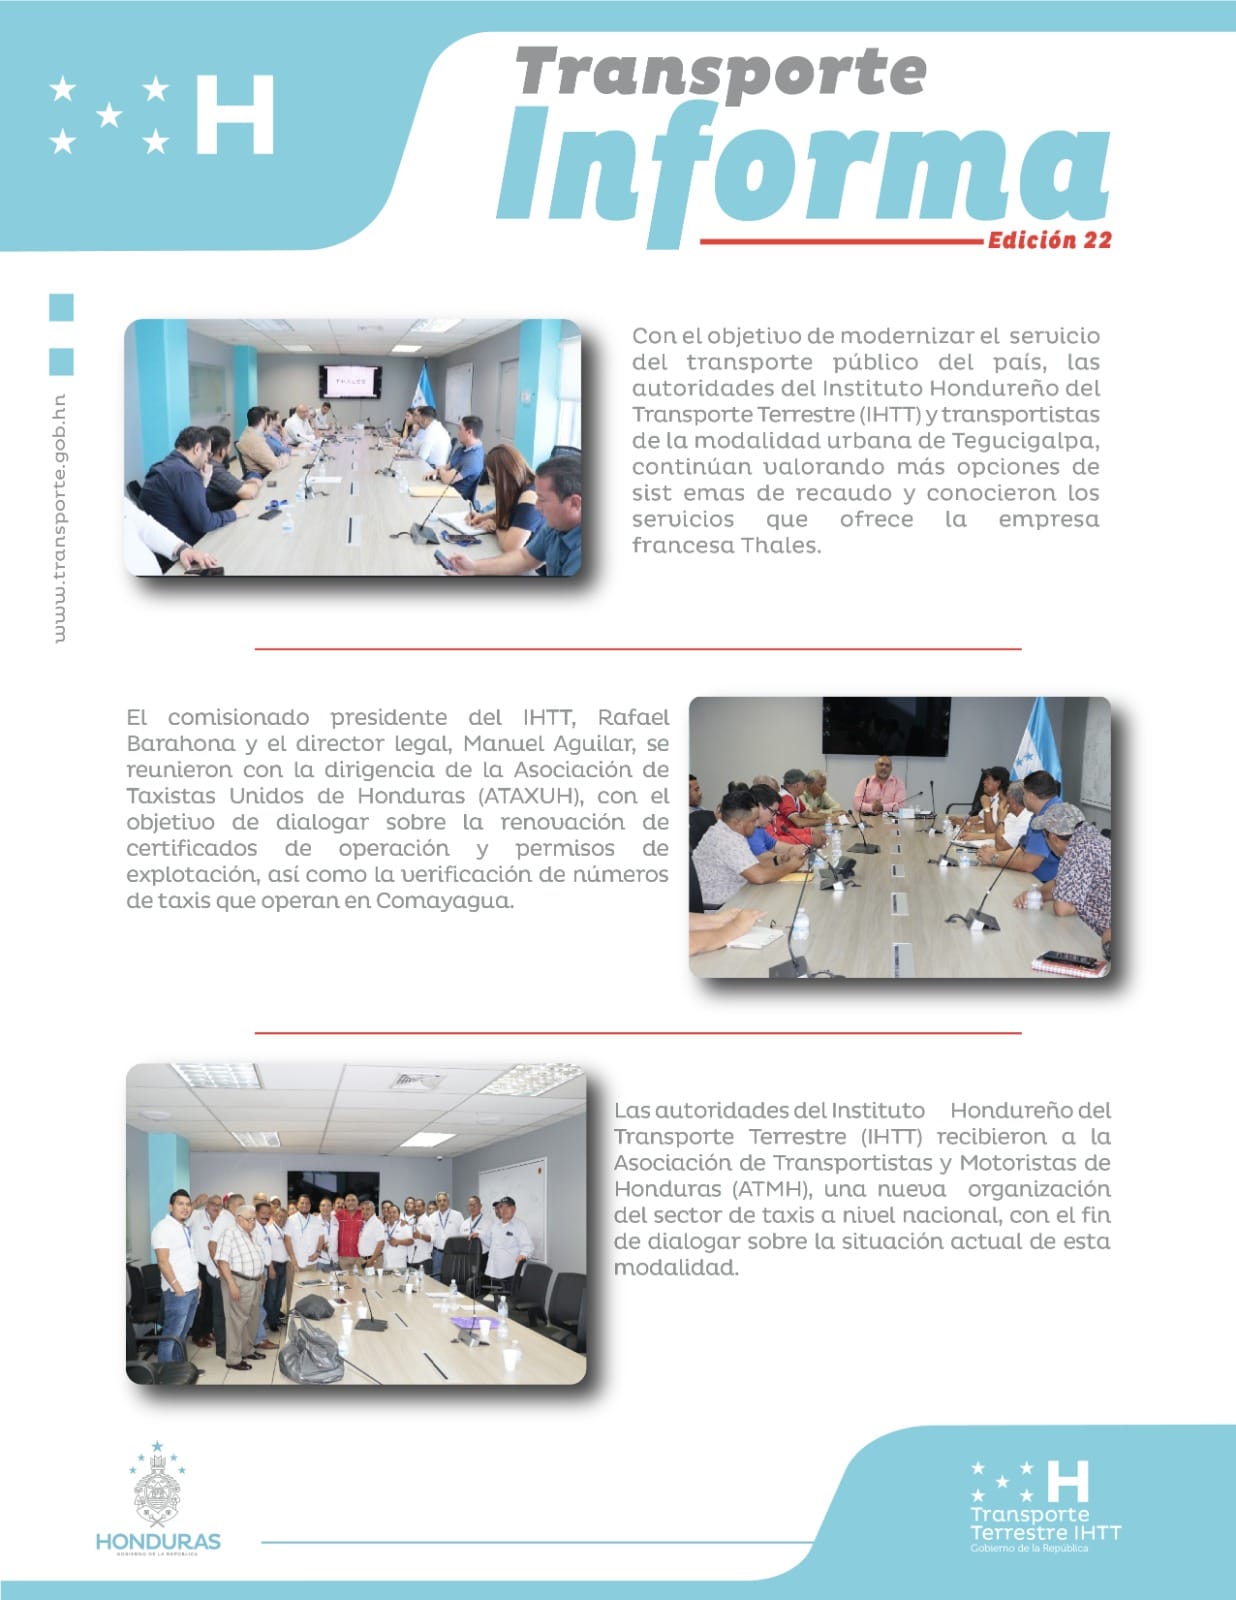 H
Transporte
Informa
Edición 22
www.transporte.gob.hn
THALES
Con el objetivo de modernizar el servicio
del transporte público del país, las
autoridades del Instituto Hondureño del
Transporte Terrestre (IHTT) y transportistas
de la modalidad urbana de Tegucigalpa,
continúan valorando más opciones de
sist emas de recaudo y conocieron los
servicios que ofrece la empresa
francesa Thales.
El comisionado presidente del IHTT, Rafael
Barahona y el director legal, Manuel Aguilar, se
reunieron con la dirigencia de la Asociación de
Taxistas Unidos de Honduras (ATAXUH), con el
objetivo de dialogar sobre la renovación de
certificados de operación y permisos de
explotación, así como la verificación de números
de taxis que operan en Comayagua.
Las autoridades del Instituto Hondureño del
Transporte Terrestre (IHTT) recibieron a la
Asociación de Transportistas y Motoristas de
Honduras (ATMH), una nueva organización
del sector de taxis a nivel nacional, con el fin
de dialogar sobre la situación actual de esta
modalidad.
HONDURAS
GOBIERNO DE LA REPÚBLICA
H
Transporte
Terrestre IHTT
Gobierno de la República